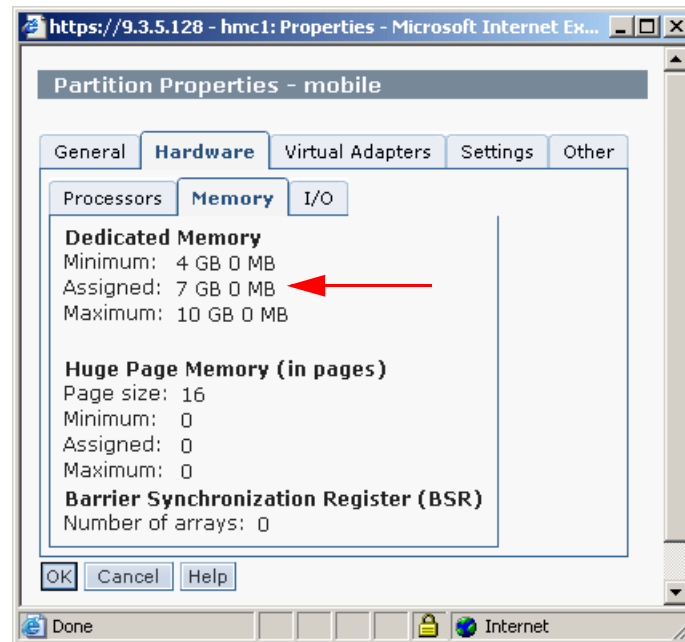 https://9.3.5.128 - hmc1: Properties - Microsoft Internet Ex...
Partition Properties - mobile
General Hardware Virtual Adapters Settings Other
Processors Memory I/O
Dedicated Memory
Minimum: 4 GB 0 MB
Assigned: 7 GB 0 MB
Maximum: 10 GB 0 MB
Huge Page Memory (in pages)
Page size: 16
Minimum: 0
Assigned: 0
Maximum: 0
Barrier Synchronization Register (BSR)
Number of arrays: 0
OK Cancel Help
Done Internet